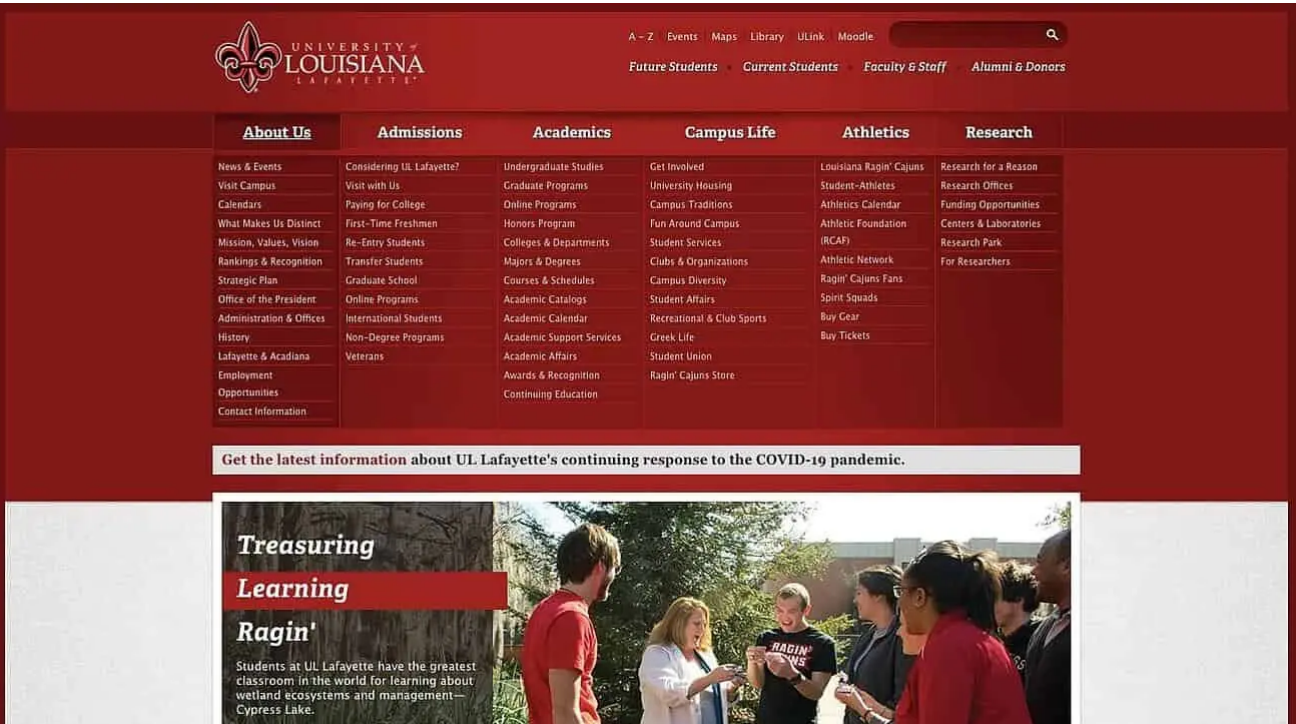 UNIVERSITY of
LOUISIANA
LAFAYETTE
A – Z Events Maps Library ULink Moodle
Future Students Current Students Faculty & Staff Alumni & Donors
About Us Admissions Academics Campus Life Athletics Research
News & Events
Visit Campus
Calendars
What Makes Us Distinct
Mission, Values, Vision
Rankings & Recognition
Strategic Plan
Office of the President
Administration & Offices
History
Lafayette & Acadiana
Employment
Opportunities
Contact Information
Considering UL Lafayette?
Visit with Us
Paying for College
First-Time Freshmen
Re-Entry Students
Transfer Students
Graduate School
Online Programs
International Students
Non-Degree Programs
Veterans
Undergraduate Studies
Graduate Programs
Online Programs
Honors Program
Colleges & Departments
Majors & Degrees
Courses & Schedules
Academic Catalogs
Academic Calendar
Academic Support Services
Academic Affairs
Awards & Recognition
Continuing Education
Get Involved
University Housing
Campus Traditions
Fun Around Campus
Student Services
Clubs & Organizations
Campus Diversity
Student Affairs
Recreational & Club Sports
Greek Life
Student Union
Ragin' Cajuns Store
Louisiana Ragin' Cajuns
Student-Athletes
Athletics Calendar
Athletic Foundation
(RCAF)
Athletic Network
Ragin' Cajuns Fans
Spirit Squads
Buy Gear
Buy Tickets
Research for a Reason
Research Offices
Funding Opportunities
Centers & Laboratories
Research Park
For Researchers
Get the latest information about UL Lafayette's continuing response to the COVID-19 pandemic.
Treasuring
Learning
Ragin'
Students at UL Lafayette have the greatest
classroom in the world for learning about
wetland ecosystems and management—
Cypress Lake.
RAGIN'